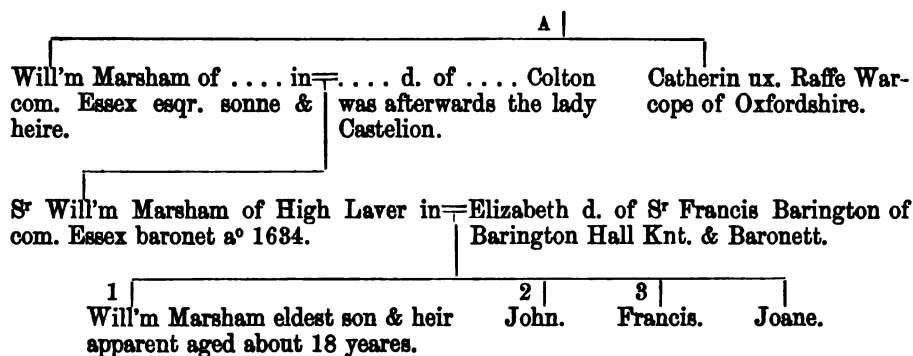 A
Will'm Marsham of .... in=.... d. of .... Colton
com. Essex esqr. sonne & was afterwards the lady
heire. Castelion.
Catherin ux. Raffe War-
cope of Oxfordshire.
Sr Will'm Marsham of High Laver in=Elizabeth d. of Sr Francis Barington of
com. Essex baronet ao 1634. Barington Hall Knt. & Baronett.
1 2 3
Will'm Marsham eldest son & heir John. Francis. Joane.
apparent aged about 18 yeares.